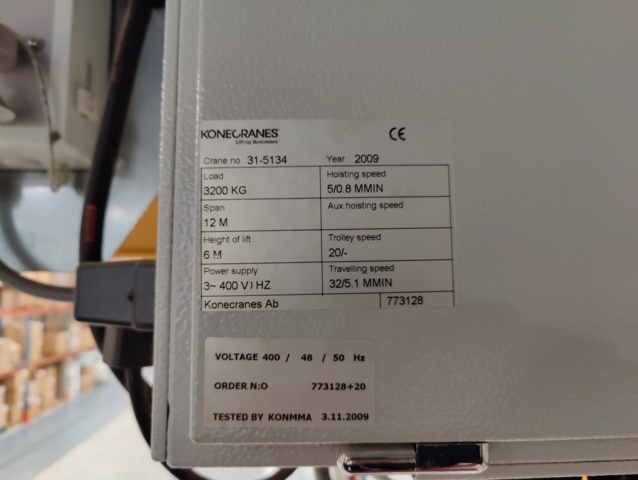 KONECRANES
Lifting Businesses
CE
Crane no 31-5134 Year 2009
Load Hoisting speed
3200 KG 5/0.8 MMIN
Span Aux.hoisting speed
12 M
Height of lift Trolley speed
6 M 20/-
Power supply Travelling speed
3~ 400 V) HZ 32/5.1 MMIN
Konecranes Ab 773128
VOLTAGE 400 / 48 / 50 Hz
ORDER N:O 773128+20
TESTED BY KONMMA 3.11.2009